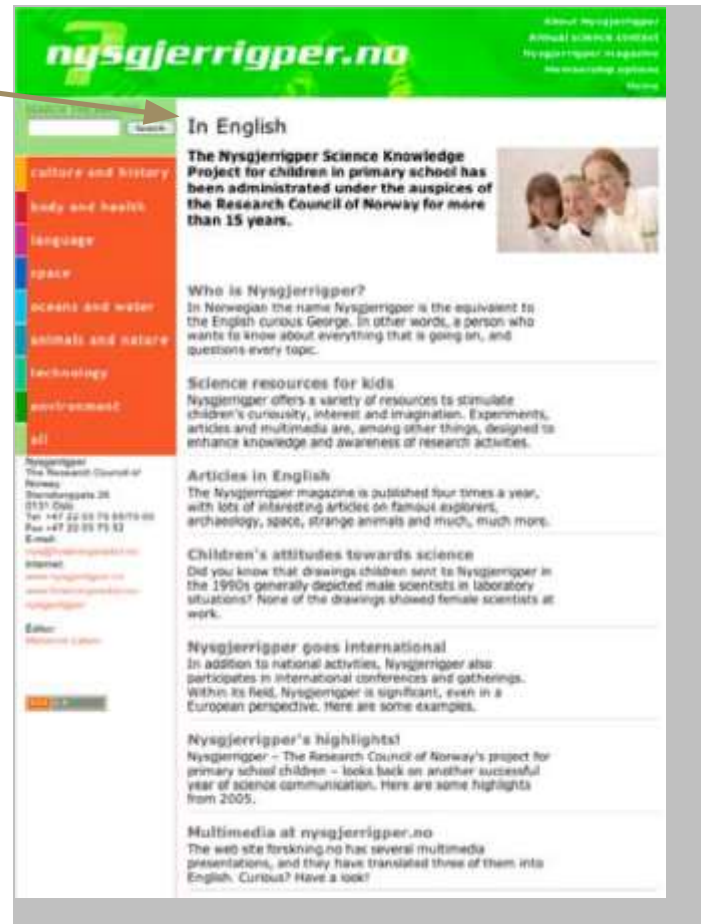 nysgjerrigper.no
About Nysgjerrigper
Annual science contest
Nysgjerrigper magazine
Membership options
Home
Search
culture and history
body and health
language
space
oceans and water
animals and nature
technology
environment
all
Nysgjerrigper
The Research Council of
Norway
0131 Oslo
E-mail:
Internet:
www.nysgjerrigper.no
nysgjerrigper
Editor:
In English
The Nysgjerrigper Science Knowledge
Project for children in primary school has
been administrated under the auspices of
the Research Council of Norway for more
than 15 years.
Who is Nysgjerrigper?
In Norwegian the name Nysgjerrigper is the equivalent to
the English curious George. In other words, a person who
wants to know about everything that is going on, and
questions every topic.
Science resources for kids
Nysgjerrigper offers a variety of resources to stimulate
children's curiousity, interest and imagination. Experiments,
articles and multimedia are, among other things, designed to
enhance knowledge and awareness of research activities.
Articles in English
The Nysgjerrigper magazine is published four times a year,
with lots of interesting articles on famous explorers,
archaeology, space, strange animals and much, much more.
Children's attitudes towards science
Did you know that drawings children sent to Nysgjerrigper in
the 1990s generally depicted male scientists in laboratory
situations? None of the drawings showed female scientists at
work.
Nysgjerrigper goes international
In addition to national activities, Nysgjerrigper also
participates in international conferences and gatherings.
Within its field, Nysgjerrigper is significant, even in a
European perspective. Here are some examples.
Nysgjerrigper's highlights!
Nysgjerrigper – The Research Council of Norway's project for
primary school children – looks back on another successful
year of science communication. Here are some highlights
from 2005.
Multimedia at nysgjerrigper.no
The web site forskning.no has several multimedia
presentations, and they have translated three of them into
English. Curious? Have a look!